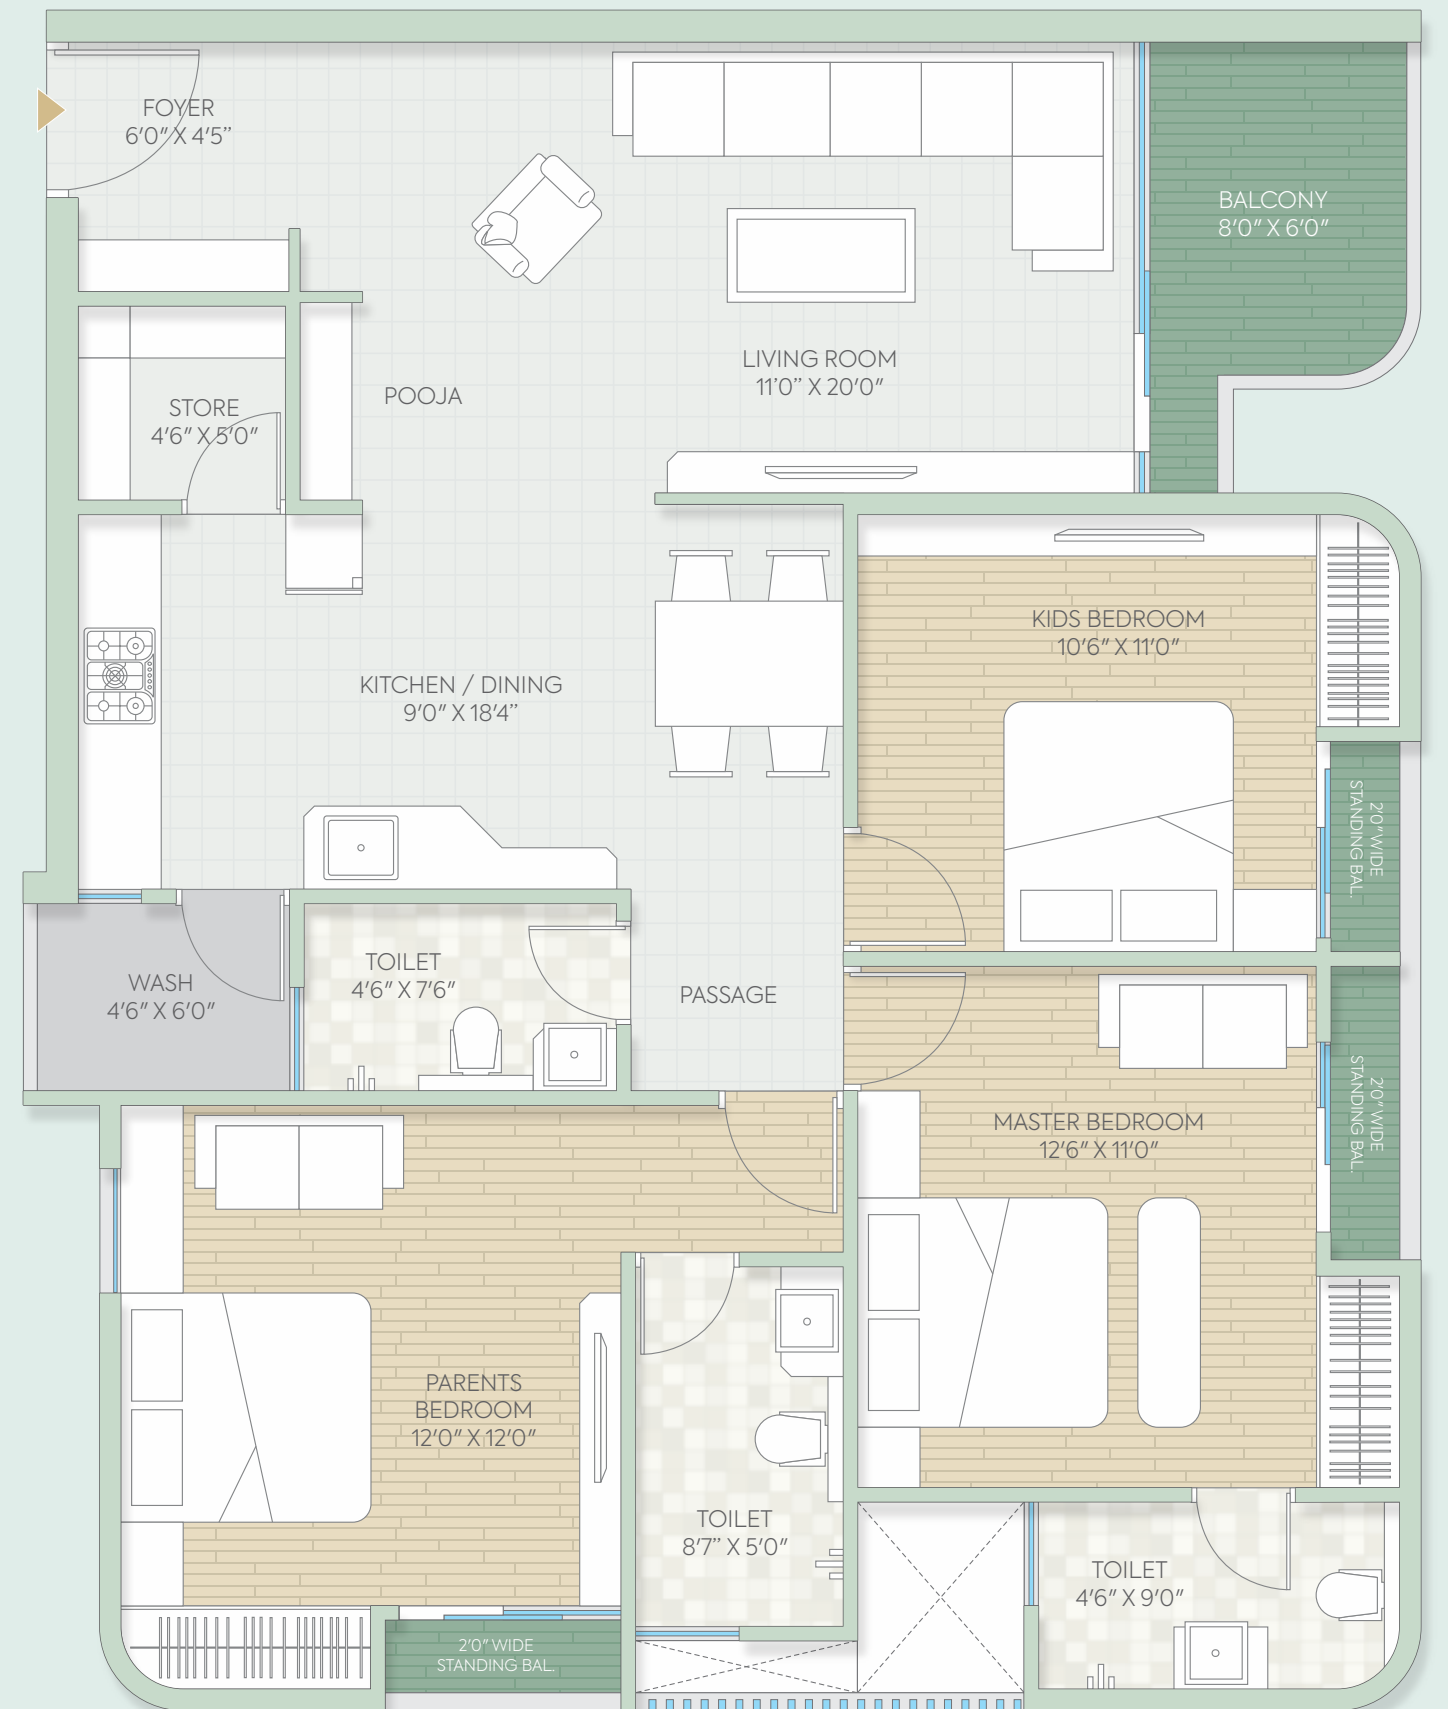 FOYER
6'0" X 4'5"
BALCONY
8'0" X 6'0"
LIVING ROOM
11'0" X 20'0"
POOJA
STORE
4'6" X 5'0"
KIDS BEDROOM
10'6" X 11'0"
KITCHEN / DINING
9'0" X 18'4"
2'0" WIDE
STANDING BAL.
TOILET
4'6" X 7'6"
WASH
4'6" X 6'0"
PASSAGE
MASTER BEDROOM
12'6" X 11'0"
2'0" WIDE
STANDING BAL.
PARENTS
BEDROOM
12'0" X 12'0"
TOILET
8'7" X 5'0"
TOILET
4'6" X 9'0"
2'0" WIDE
STANDING BAL.